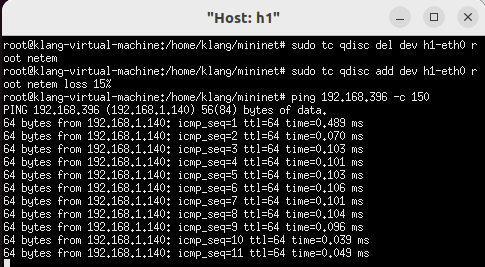 "Host: h1"
root@klang-virtual-machine:/home/klang/mininet# sudo tc qdisc del dev h1-eth0 r
oot netem
root@klang-virtual-machine:/home/klang/mininet# sudo tc qdisc add dev h1-eth0 r
oot netem loss 15%
root@klang-virtual-machine:/home/klang/mininet# ping 192.168.396 -c 150
PING 192.168.396 (192.168.1.140) 56(84) bytes of data.
64 bytes from 192.168.1.140: icmp_seq=1 ttl=64 time=0.489 ms
64 bytes from 192.168.1.140: icmp_seq=2 ttl=64 time=0.070 ms
64 bytes from 192.168.1.140: icmp_seq=3 ttl=64 time=0.103 ms
64 bytes from 192.168.1.140: icmp_seq=4 ttl=64 time=0.101 ms
64 bytes from 192.168.1.140: icmp_seq=5 ttl=64 time=0.103 ms
64 bytes from 192.168.1.140: icmp_seq=6 ttl=64 time=0.106 ms
64 bytes from 192.168.1.140: icmp_seq=7 ttl=64 time=0.101 ms
64 bytes from 192.168.1.140: icmp_seq=8 ttl=64 time=0.104 ms
64 bytes from 192.168.1.140: icmp_seq=9 ttl=64 time=0.096 ms
64 bytes from 192.168.1.140: icmp_seq=10 ttl=64 time=0.039 ms
64 bytes from 192.168.1.140: icmp_seq=11 ttl=64 time=0.049 ms